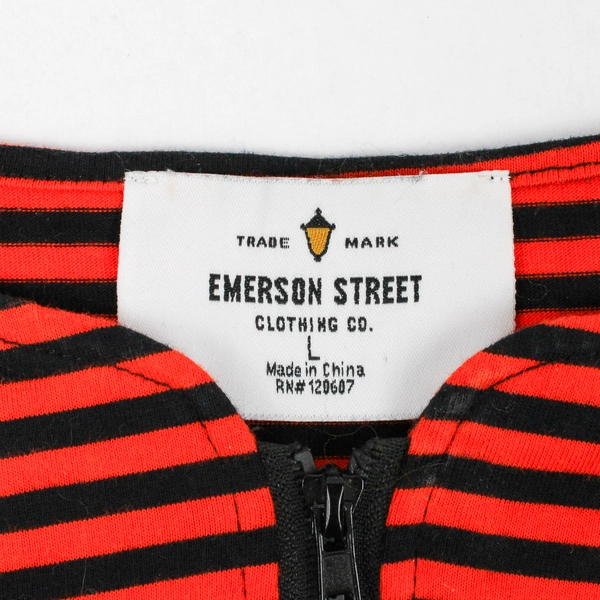 TRADE MARK
EMERSON STREET
CLOTHING CO.
L
Made in China
RN# 120607